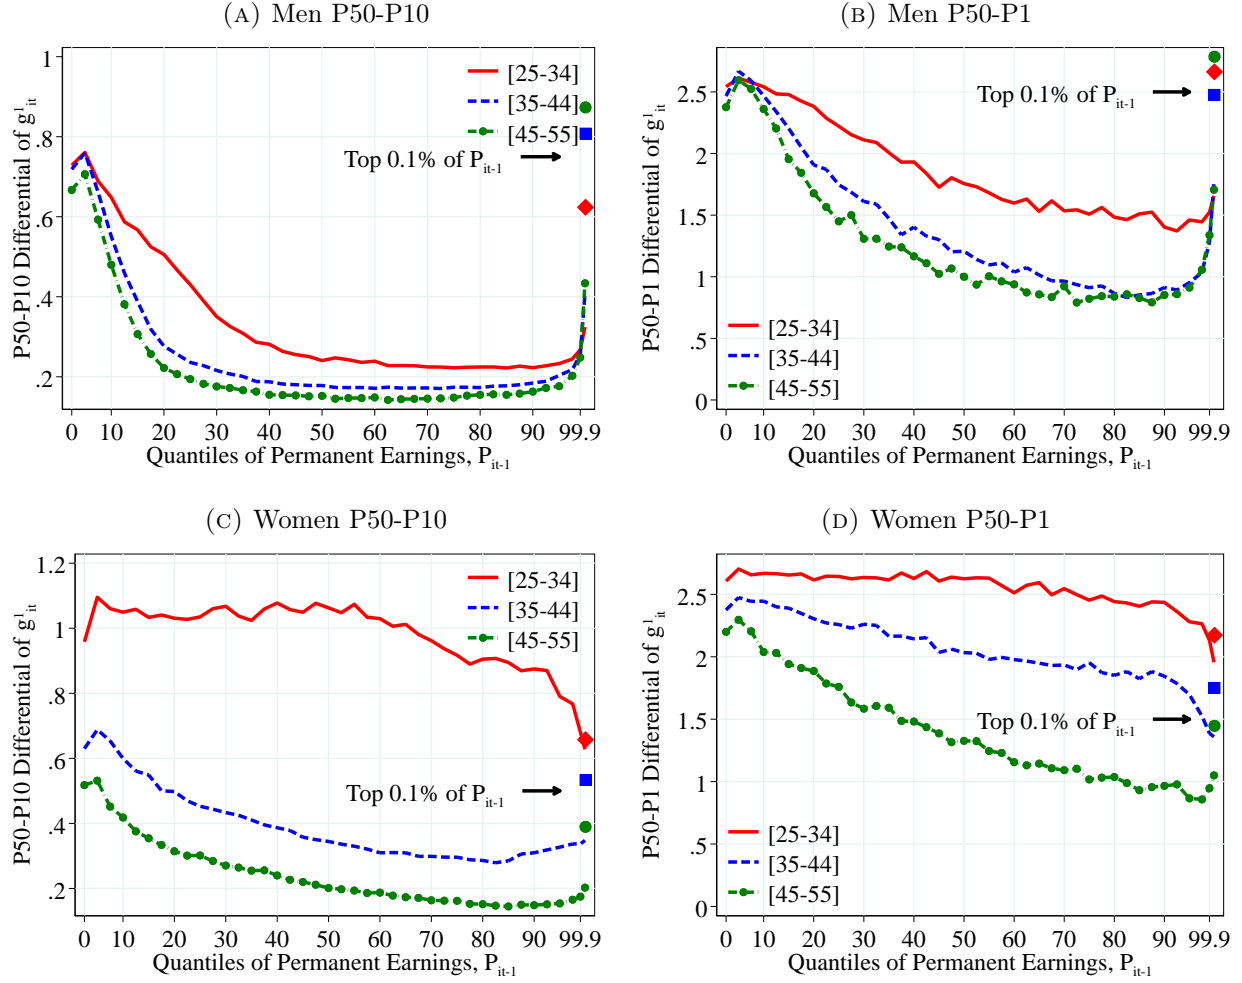 (A) Men P50-P10
P50-P10 Differential of g¹ᵢₜ
1
.8
.6
.4
.2
[25-34]
[35-44]
[45-55]
Top 0.1% of Pᵢₜ₋₁
0 10 20 30 40 50 60 70 80 90 99.9
Quantiles of Permanent Earnings, Pᵢₜ₋₁
(B) Men P50-P1
P50-P1 Differential of g¹ᵢₜ
2.5
2
1.5
1
.5
0
Top 0.1% of Pᵢₜ₋₁
[25-34]
[35-44]
[45-55]
0 10 20 30 40 50 60 70 80 90 99.9
Quantiles of Permanent Earnings, Pᵢₜ₋₁
(C) Women P50-P10
P50-P10 Differential of g¹ᵢₜ
1.2
1
.8
.6
.4
.2
[25-34]
[35-44]
[45-55]
Top 0.1% of Pᵢₜ₋₁
0 10 20 30 40 50 60 70 80 90 99.9
Quantiles of Permanent Earnings, Pᵢₜ₋₁
(D) Women P50-P1
P50-P1 Differential of g¹ᵢₜ
2.5
2
1.5
1
.5
0
Top 0.1% of Pᵢₜ₋₁
[25-34]
[35-44]
[45-55]
0 10 20 30 40 50 60 70 80 90 99.9
Quantiles of Permanent Earnings, Pᵢₜ₋₁